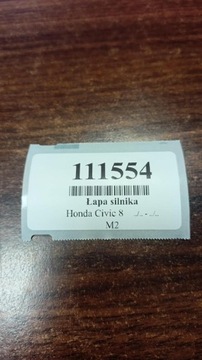 111554
Łapa silnika
Honda Civic 8 ../.. - ../..
M2